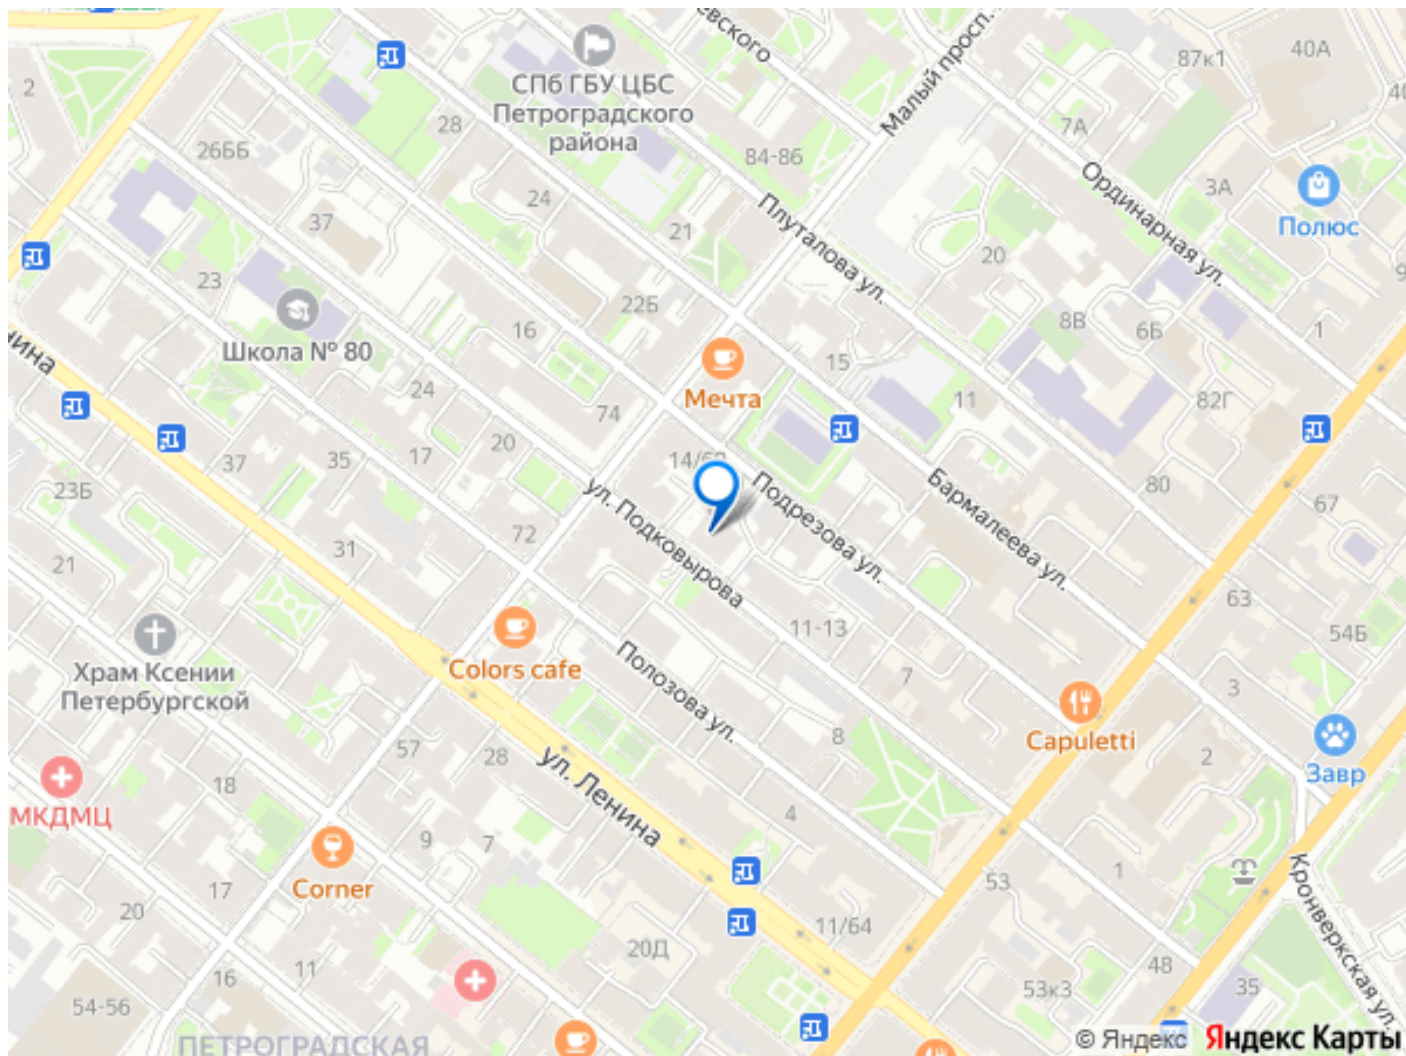 евского
Малый просп.
87к1
40А
2
СПб ГБУ ЦБС
Петроградского
района
28
26ББ
84-86
7А
Ординарная ул.
3А
Полюс
24
37
21
Плуталова ул.
20
23
22Б
16
8В
6Б
1
9
нина
Школа № 80
15
24
Мечта
74
11
82Г
20
17
35
37
23Б
Подрезова ул.
Бармалеева ул.
80
67
ул. Подковырова
72
31
21
63
54Б
11-13
7
3
Храм Ксении
Петербургской
Colors cafe
Полозова ул.
Capuletti
2
Завр
8
57
28
ул. Ленина
18
МКДМЦ
4
9
7
1
Corner
17
20
53
Кронверкская ул.
11/64
20Д
11
16
48
35
53к3
54-56
ПЕТРОГРАДСКАЯ
© Яндекс Яндекс Карты